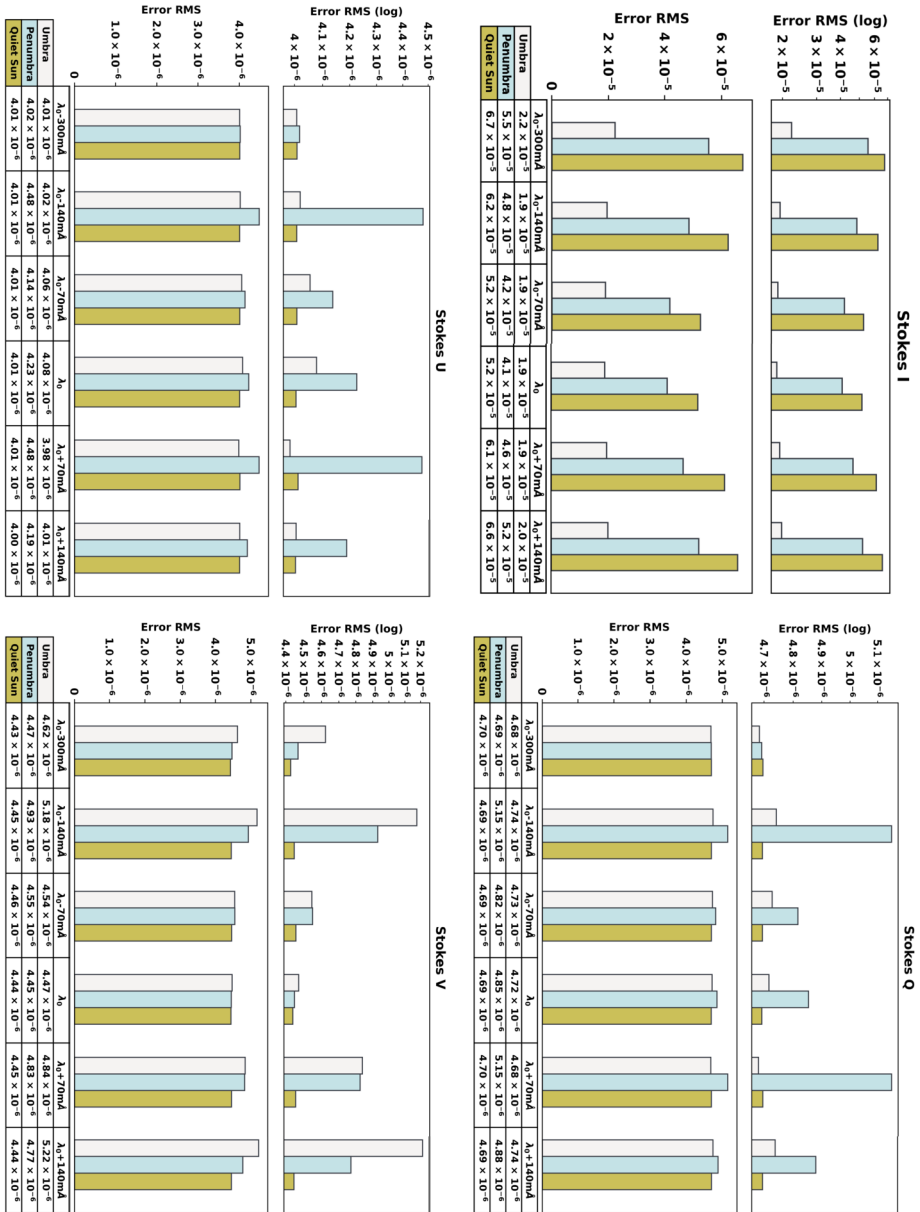 Stokes I
Error RMS (log)
6 × 10⁻⁵
4 × 10⁻⁵
3 × 10⁻⁵
2 × 10⁻⁵
Error RMS
6 × 10⁻⁵
4 × 10⁻⁵
2 × 10⁻⁵
0
λ₀-300mÅ λ₀-140mÅ λ₀-70mÅ λ₀ λ₀+70mÅ λ₀+140mÅ
Umbra 2.2 × 10⁻⁵ 1.9 × 10⁻⁵ 1.9 × 10⁻⁵ 1.9 × 10⁻⁵ 1.9 × 10⁻⁵ 2.0 × 10⁻⁵
Penumbra 5.5 × 10⁻⁵ 4.8 × 10⁻⁵ 4.2 × 10⁻⁵ 4.1 × 10⁻⁵ 4.6 × 10⁻⁵ 5.2 × 10⁻⁵
Quiet Sun 6.7 × 10⁻⁵ 6.2 × 10⁻⁵ 5.2 × 10⁻⁵ 5.2 × 10⁻⁵ 6.1 × 10⁻⁵ 6.6 × 10⁻⁵
Stokes Q
Error RMS (log)
5.1 × 10⁻⁶
5 × 10⁻⁶
4.9 × 10⁻⁶
4.8 × 10⁻⁶
4.7 × 10⁻⁶
Error RMS
5.0 × 10⁻⁶
4.0 × 10⁻⁶
3.0 × 10⁻⁶
2.0 × 10⁻⁶
1.0 × 10⁻⁶
0
λ₀-300mÅ λ₀-140mÅ λ₀-70mÅ λ₀ λ₀+70mÅ λ₀+140mÅ
Umbra 4.68 × 10⁻⁶ 4.74 × 10⁻⁶ 4.73 × 10⁻⁶ 4.72 × 10⁻⁶ 4.68 × 10⁻⁶ 4.74 × 10⁻⁶
Penumbra 4.69 × 10⁻⁶ 5.15 × 10⁻⁶ 4.82 × 10⁻⁶ 4.85 × 10⁻⁶ 5.15 × 10⁻⁶ 4.88 × 10⁻⁶
Quiet Sun 4.70 × 10⁻⁶ 4.69 × 10⁻⁶ 4.69 × 10⁻⁶ 4.69 × 10⁻⁶ 4.70 × 10⁻⁶ 4.69 × 10⁻⁶
Stokes U
Error RMS (log)
4.5 × 10⁻⁶
4.4 × 10⁻⁶
4.3 × 10⁻⁶
4.2 × 10⁻⁶
4.1 × 10⁻⁶
4 × 10⁻⁶
Error RMS
4.0 × 10⁻⁶
3.0 × 10⁻⁶
2.0 × 10⁻⁶
1.0 × 10⁻⁶
0
λ₀-300mÅ λ₀-140mÅ λ₀-70mÅ λ₀ λ₀+70mÅ λ₀+140mÅ
Umbra 4.01 × 10⁻⁶ 4.02 × 10⁻⁶ 4.06 × 10⁻⁶ 4.08 × 10⁻⁶ 3.98 × 10⁻⁶ 4.01 × 10⁻⁶
Penumbra 4.02 × 10⁻⁶ 4.48 × 10⁻⁶ 4.14 × 10⁻⁶ 4.23 × 10⁻⁶ 4.48 × 10⁻⁶ 4.19 × 10⁻⁶
Quiet Sun 4.01 × 10⁻⁶ 4.01 × 10⁻⁶ 4.01 × 10⁻⁶ 4.01 × 10⁻⁶ 4.01 × 10⁻⁶ 4.00 × 10⁻⁶
Stokes V
Error RMS (log)
5.2 × 10⁻⁶
5.1 × 10⁻⁶
5 × 10⁻⁶
4.9 × 10⁻⁶
4.8 × 10⁻⁶
4.7 × 10⁻⁶
4.6 × 10⁻⁶
4.5 × 10⁻⁶
4.4 × 10⁻⁶
Error RMS
5.0 × 10⁻⁶
4.0 × 10⁻⁶
3.0 × 10⁻⁶
2.0 × 10⁻⁶
1.0 × 10⁻⁶
0
λ₀-300mÅ λ₀-140mÅ λ₀-70mÅ λ₀ λ₀+70mÅ λ₀+140mÅ
Umbra 4.62 × 10⁻⁶ 5.18 × 10⁻⁶ 4.54 × 10⁻⁶ 4.47 × 10⁻⁶ 4.84 × 10⁻⁶ 5.22 × 10⁻⁶
Penumbra 4.47 × 10⁻⁶ 4.93 × 10⁻⁶ 4.55 × 10⁻⁶ 4.45 × 10⁻⁶ 4.83 × 10⁻⁶ 4.77 × 10⁻⁶
Quiet Sun 4.43 × 10⁻⁶ 4.45 × 10⁻⁶ 4.46 × 10⁻⁶ 4.44 × 10⁻⁶ 4.45 × 10⁻⁶ 4.44 × 10⁻⁶